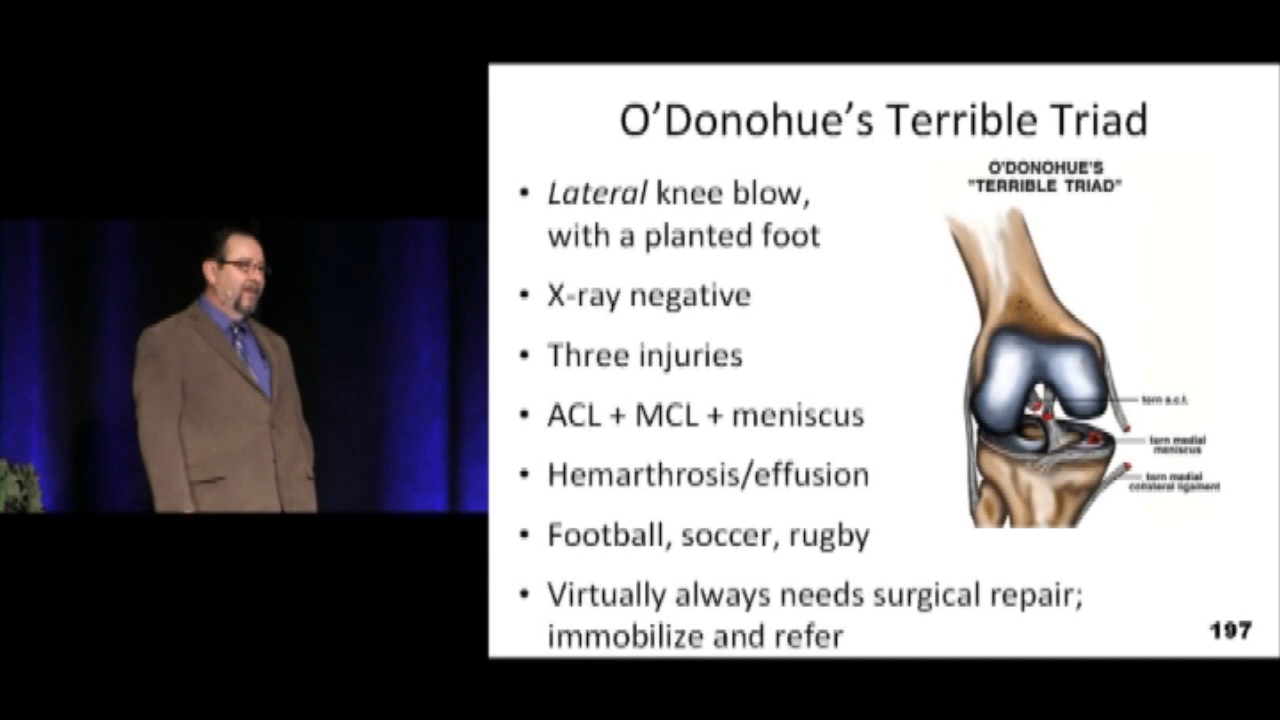 O'Donohue's Terrible Triad
• Lateral knee blow,
with a planted foot
• X-ray negative
• Three injuries
• ACL + MCL + meniscus
• Hemarthrosis/effusion
• Football, soccer, rugby
• Virtually always needs surgical repair;
immobilize and refer
O'DONOHUE'S
"TERRIBLE TRIAD"
torn a.c.l.
torn medial
meniscus
torn medial
collateral ligament
197